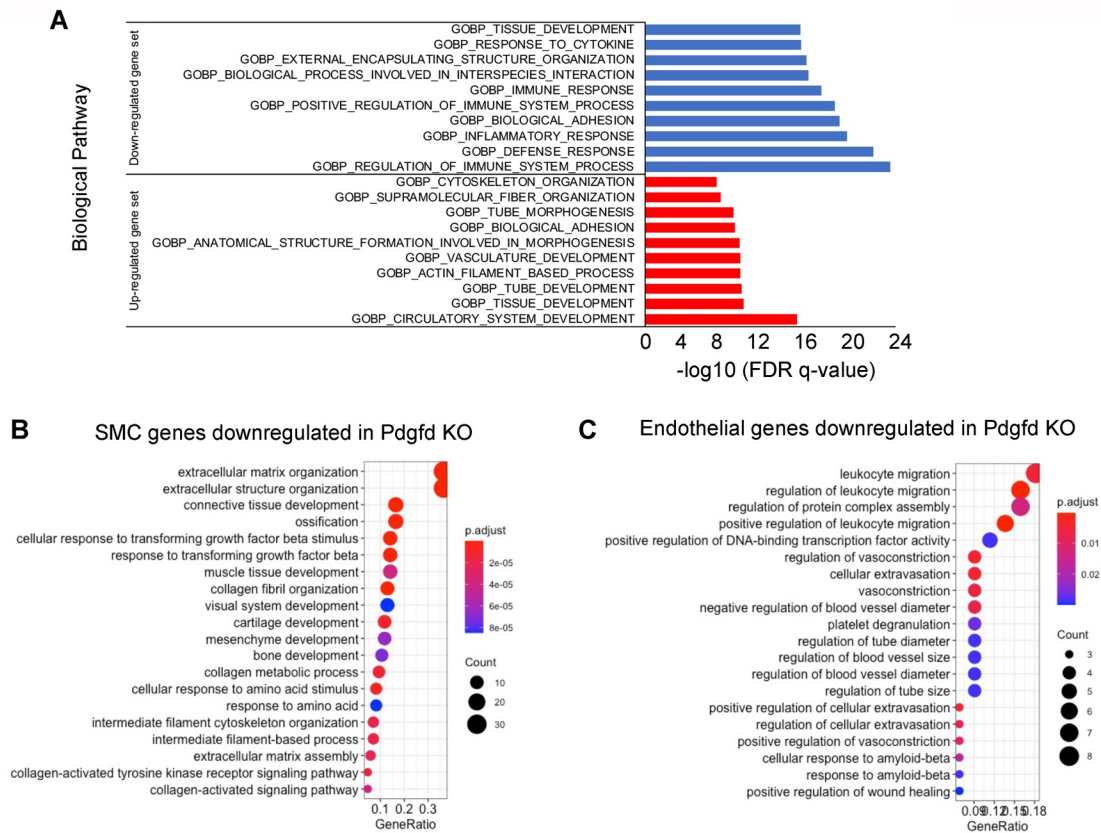 A
Biological Pathway
Down-regulated gene set
GOBP_TISSUE_DEVELOPMENT
GOBP_RESPONSE_TO_CYTOKINE
GOBP_EXTERNAL_ENCAPSULATING_STRUCTURE_ORGANIZATION
GOBP_BIOLOGICAL_PROCESS_INVOLVED_IN_INTERSPECIES_INTERACTION
GOBP_IMMUNE_RESPONSE
GOBP_POSITIVE_REGULATION_OF_IMMUNE_SYSTEM_PROCESS
GOBP_BIOLOGICAL_ADHESION
GOBP_INFLAMMATORY_RESPONSE
GOBP_DEFENSE_RESPONSE
GOBP_REGULATION_OF_IMMUNE_SYSTEM_PROCESS
Up-regulated gene set
GOBP_CYTOSKELETON_ORGANIZATION
GOBP_SUPRAMOLECULAR_FIBER_ORGANIZATION
GOBP_TUBE_MORPHOGENESIS
GOBP_BIOLOGICAL_ADHESION
GOBP_ANATOMICAL_STRUCTURE_FORMATION_INVOLVED_IN_MORPHOGENESIS
GOBP_VASCULATURE_DEVELOPMENT
GOBP_ACTIN_FILAMENT_BASED_PROCESS
GOBP_TUBE_DEVELOPMENT
GOBP_TISSUE_DEVELOPMENT
GOBP_CIRCULATORY_SYSTEM_DEVELOPMENT
0 4 8 12 16 20 24
-log10 (FDR q-value)
B
SMC genes downregulated in Pdgfd KO
extracellular matrix organization
extracellular structure organization
connective tissue development
ossification
cellular response to transforming growth factor beta stimulus
response to transforming growth factor beta
muscle tissue development
collagen fibril organization
visual system development
cartilage development
mesenchyme development
bone development
collagen metabolic process
cellular response to amino acid stimulus
response to amino acid
intermediate filament cytoskeleton organization
intermediate filament-based process
extracellular matrix assembly
collagen-activated tyrosine kinase receptor signaling pathway
collagen-activated signaling pathway
0.1 0.2 0.3
GeneRatio
p.adjust
2e-05
4e-05
6e-05
8e-05
Count
10
20
30
C
Endothelial genes downregulated in Pdgfd KO
leukocyte migration
regulation of leukocyte migration
regulation of protein complex assembly
positive regulation of leukocyte migration
positive regulation of DNA-binding transcription factor activity
regulation of vasoconstriction
cellular extravasation
vasoconstriction
negative regulation of blood vessel diameter
platelet degranulation
regulation of tube diameter
regulation of blood vessel size
regulation of blood vessel diameter
regulation of tube size
positive regulation of cellular extravasation
regulation of cellular extravasation
positive regulation of vasoconstriction
cellular response to amyloid-beta
response to amyloid-beta
positive regulation of wound healing
0.09 0.12 0.15 0.18
GeneRatio
p.adjust
0.01
0.02
Count
3
4
5
6
7
8